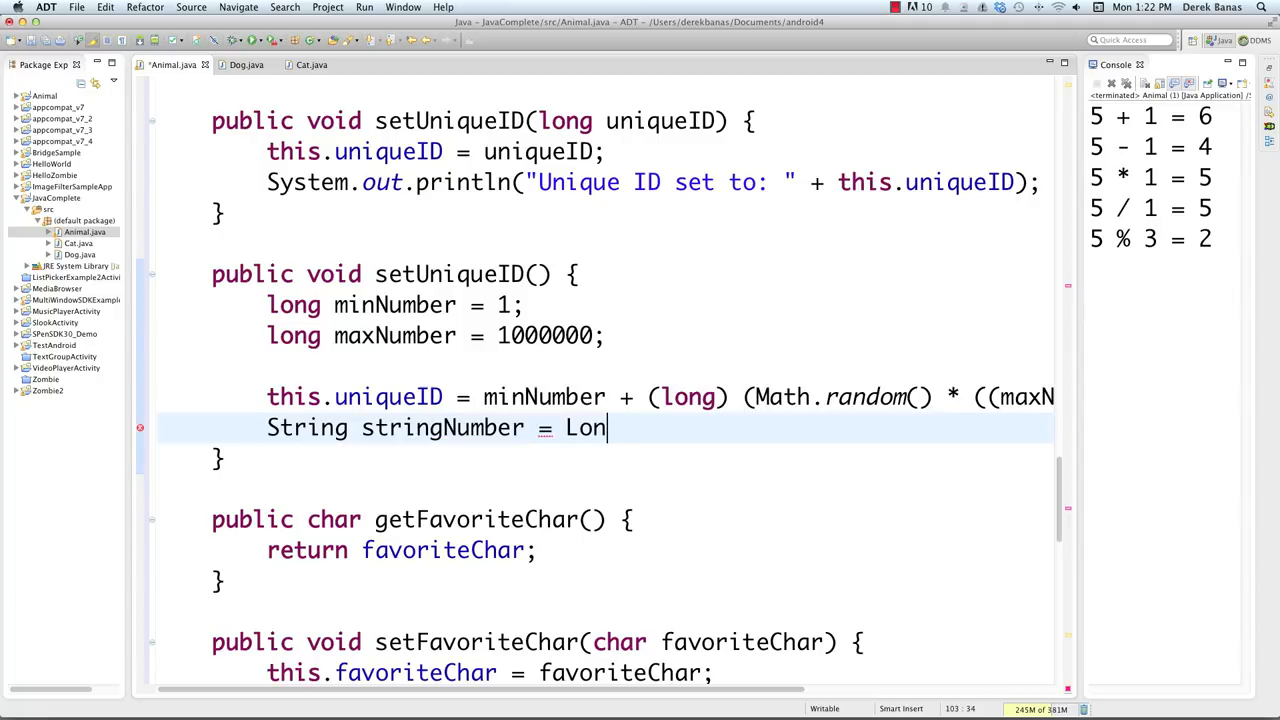 ADT File Edit Refactor Source Navigate Search Project Run Window Help 10 Mon 1:22 PM Derek Banas
Java – JavaComplete/src/Animal.java – ADT – /Users/derekbanas/Documents/android4
Quick Access Java DDMS
Package Exp
*Animal.java Dog.java Cat.java
Console
Animal
appcompat_v7
appcompat_v7_2
appcompat_v7_3
appcompat_v7_4
BridgeSample
HelloWorld
HelloZombie
ImageFilterSampleApp
JavaComplete
src
(default package)
Animal.java
Cat.java
Dog.java
JRE System Library [Ja
ListPickerExample2Activi
MediaBrowser
MultiWindowSDKExample
MusicPlayerActivity
SlookActivity
SPenSDK30_Demo
TestAndroid
TextGroupActivity
VideoPlayerActivity
Zombie
Zombie2
public void setUniqueID(long uniqueID) {
this.uniqueID = uniqueID;
System.out.println("Unique ID set to: " + this.uniqueID);
}
public void setUniqueID() {
long minNumber = 1;
long maxNumber = 1000000;
this.uniqueID = minNumber + (long) (Math.random() * ((maxN
String stringNumber = Lon
}
public char getFavoriteChar() {
return favoriteChar;
}
public void setFavoriteChar(char favoriteChar) {
this.favoriteChar = favoriteChar;
<terminated> Animal (1) [Java Application] /S
5 + 1 = 6
5 - 1 = 4
5 * 1 = 5
5 / 1 = 5
5 % 3 = 2
Writable Smart Insert 103 : 34 245M of 381M